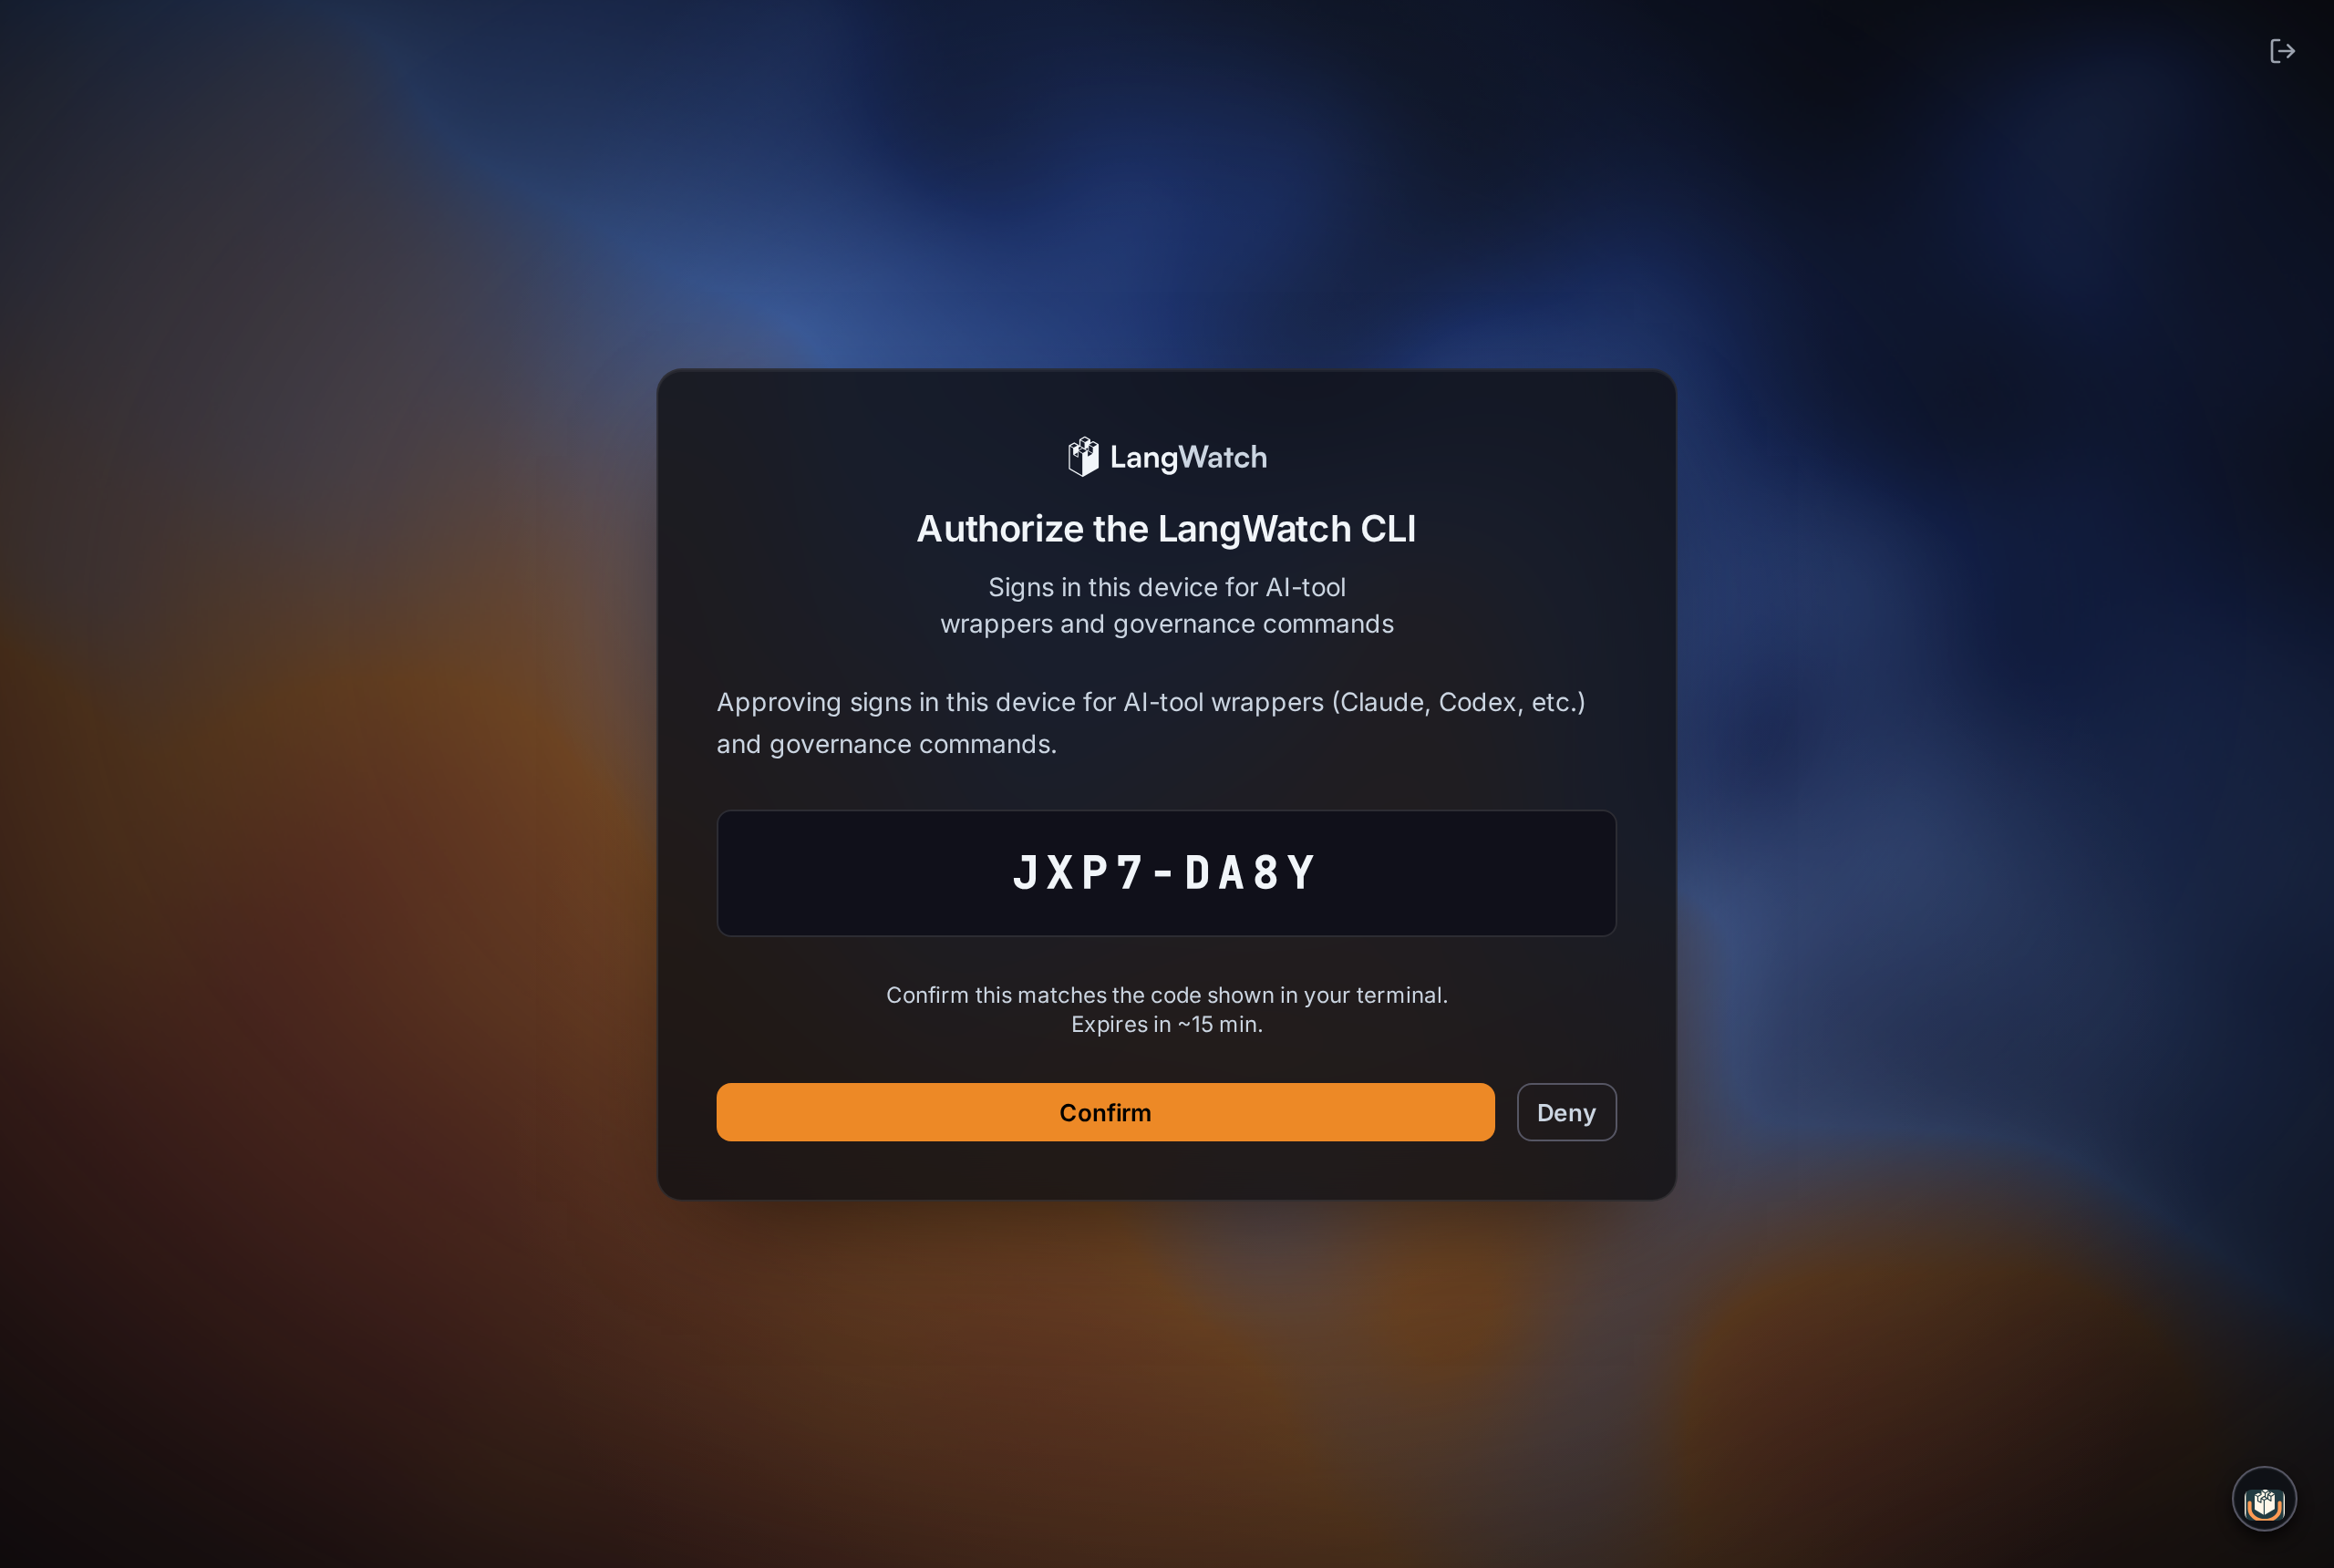 LangWatch
Authorize the LangWatch CLI
Signs in this device for AI-tool
wrappers and governance commands
Approving signs in this device for AI-tool wrappers (Claude, Codex, etc.)
and governance commands.
JXP7-DA8Y
Confirm this matches the code shown in your terminal.
Expires in ~15 min.
Confirm
Deny